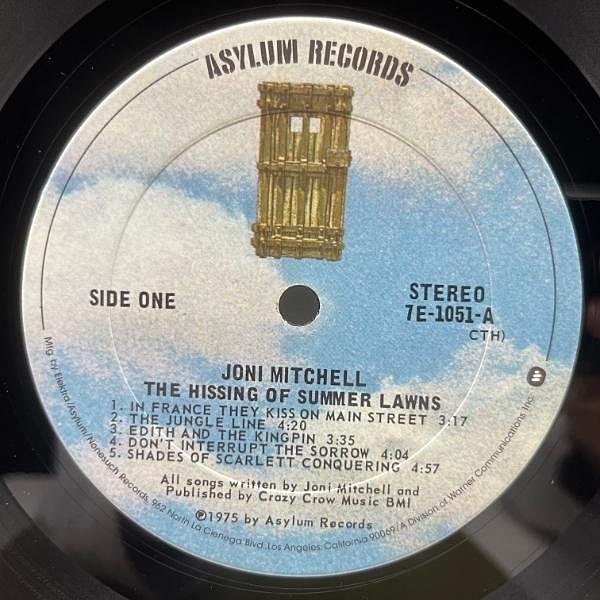 ASYLUM RECORDS
SIDE ONE
STEREO
7E-1051-A
CTH)
JONI MITCHELL
THE HISSING OF SUMMER LAWNS
1. IN FRANCE THEY KISS ON MAIN STREET 3:17
2. THE JUNGLE LINE 4:20
3. EDITH AND THE KINGPIN 3:35
4. DON'T INTERRUPT THE SORROW 4:04
5. SHADES OF SCARLETT CONQUERING 4:57
All songs written by Joni Mitchell and
Published by Crazy Crow Music BMI
℗1975 by Asylum Records
Mfg. by Elektra/Asylum/Nonesuch Records, 962 North La Cienega Blvd., Los Angeles, California 90069/A Division of Warner Communications, Inc.